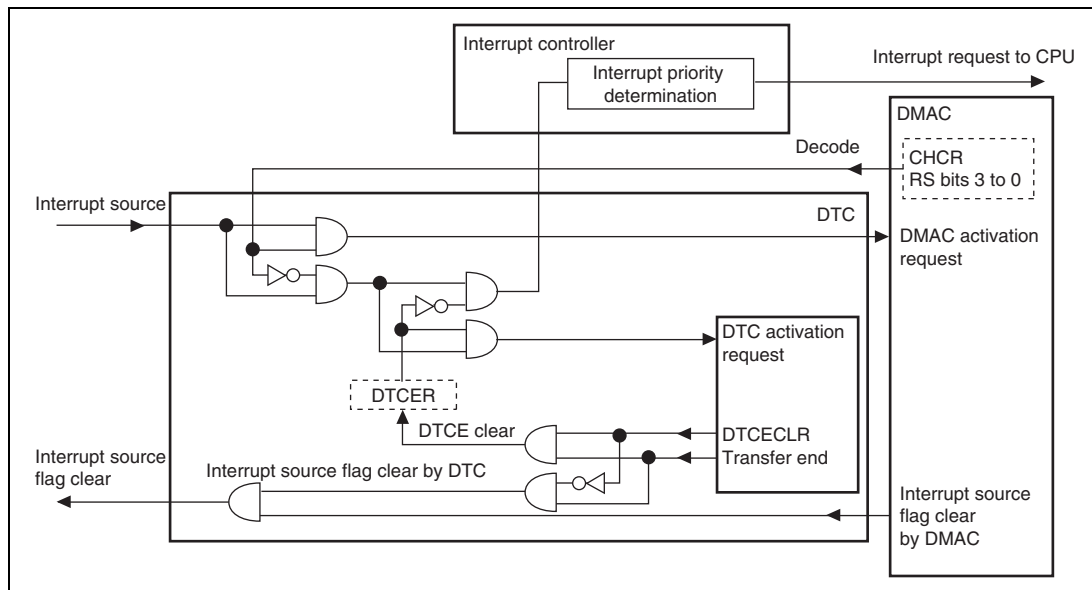 Interrupt controller
Interrupt priority
determination
Interrupt request to CPU
DMAC
CHCR
RS bits 3 to 0
Decode
Interrupt source
DTC
DMAC activation
request
DTC activation
request
DTCER
DTCE clear
DTCECLR
Transfer end
Interrupt source
flag clear
Interrupt source flag clear by DTC
Interrupt source
flag clear
by DMAC